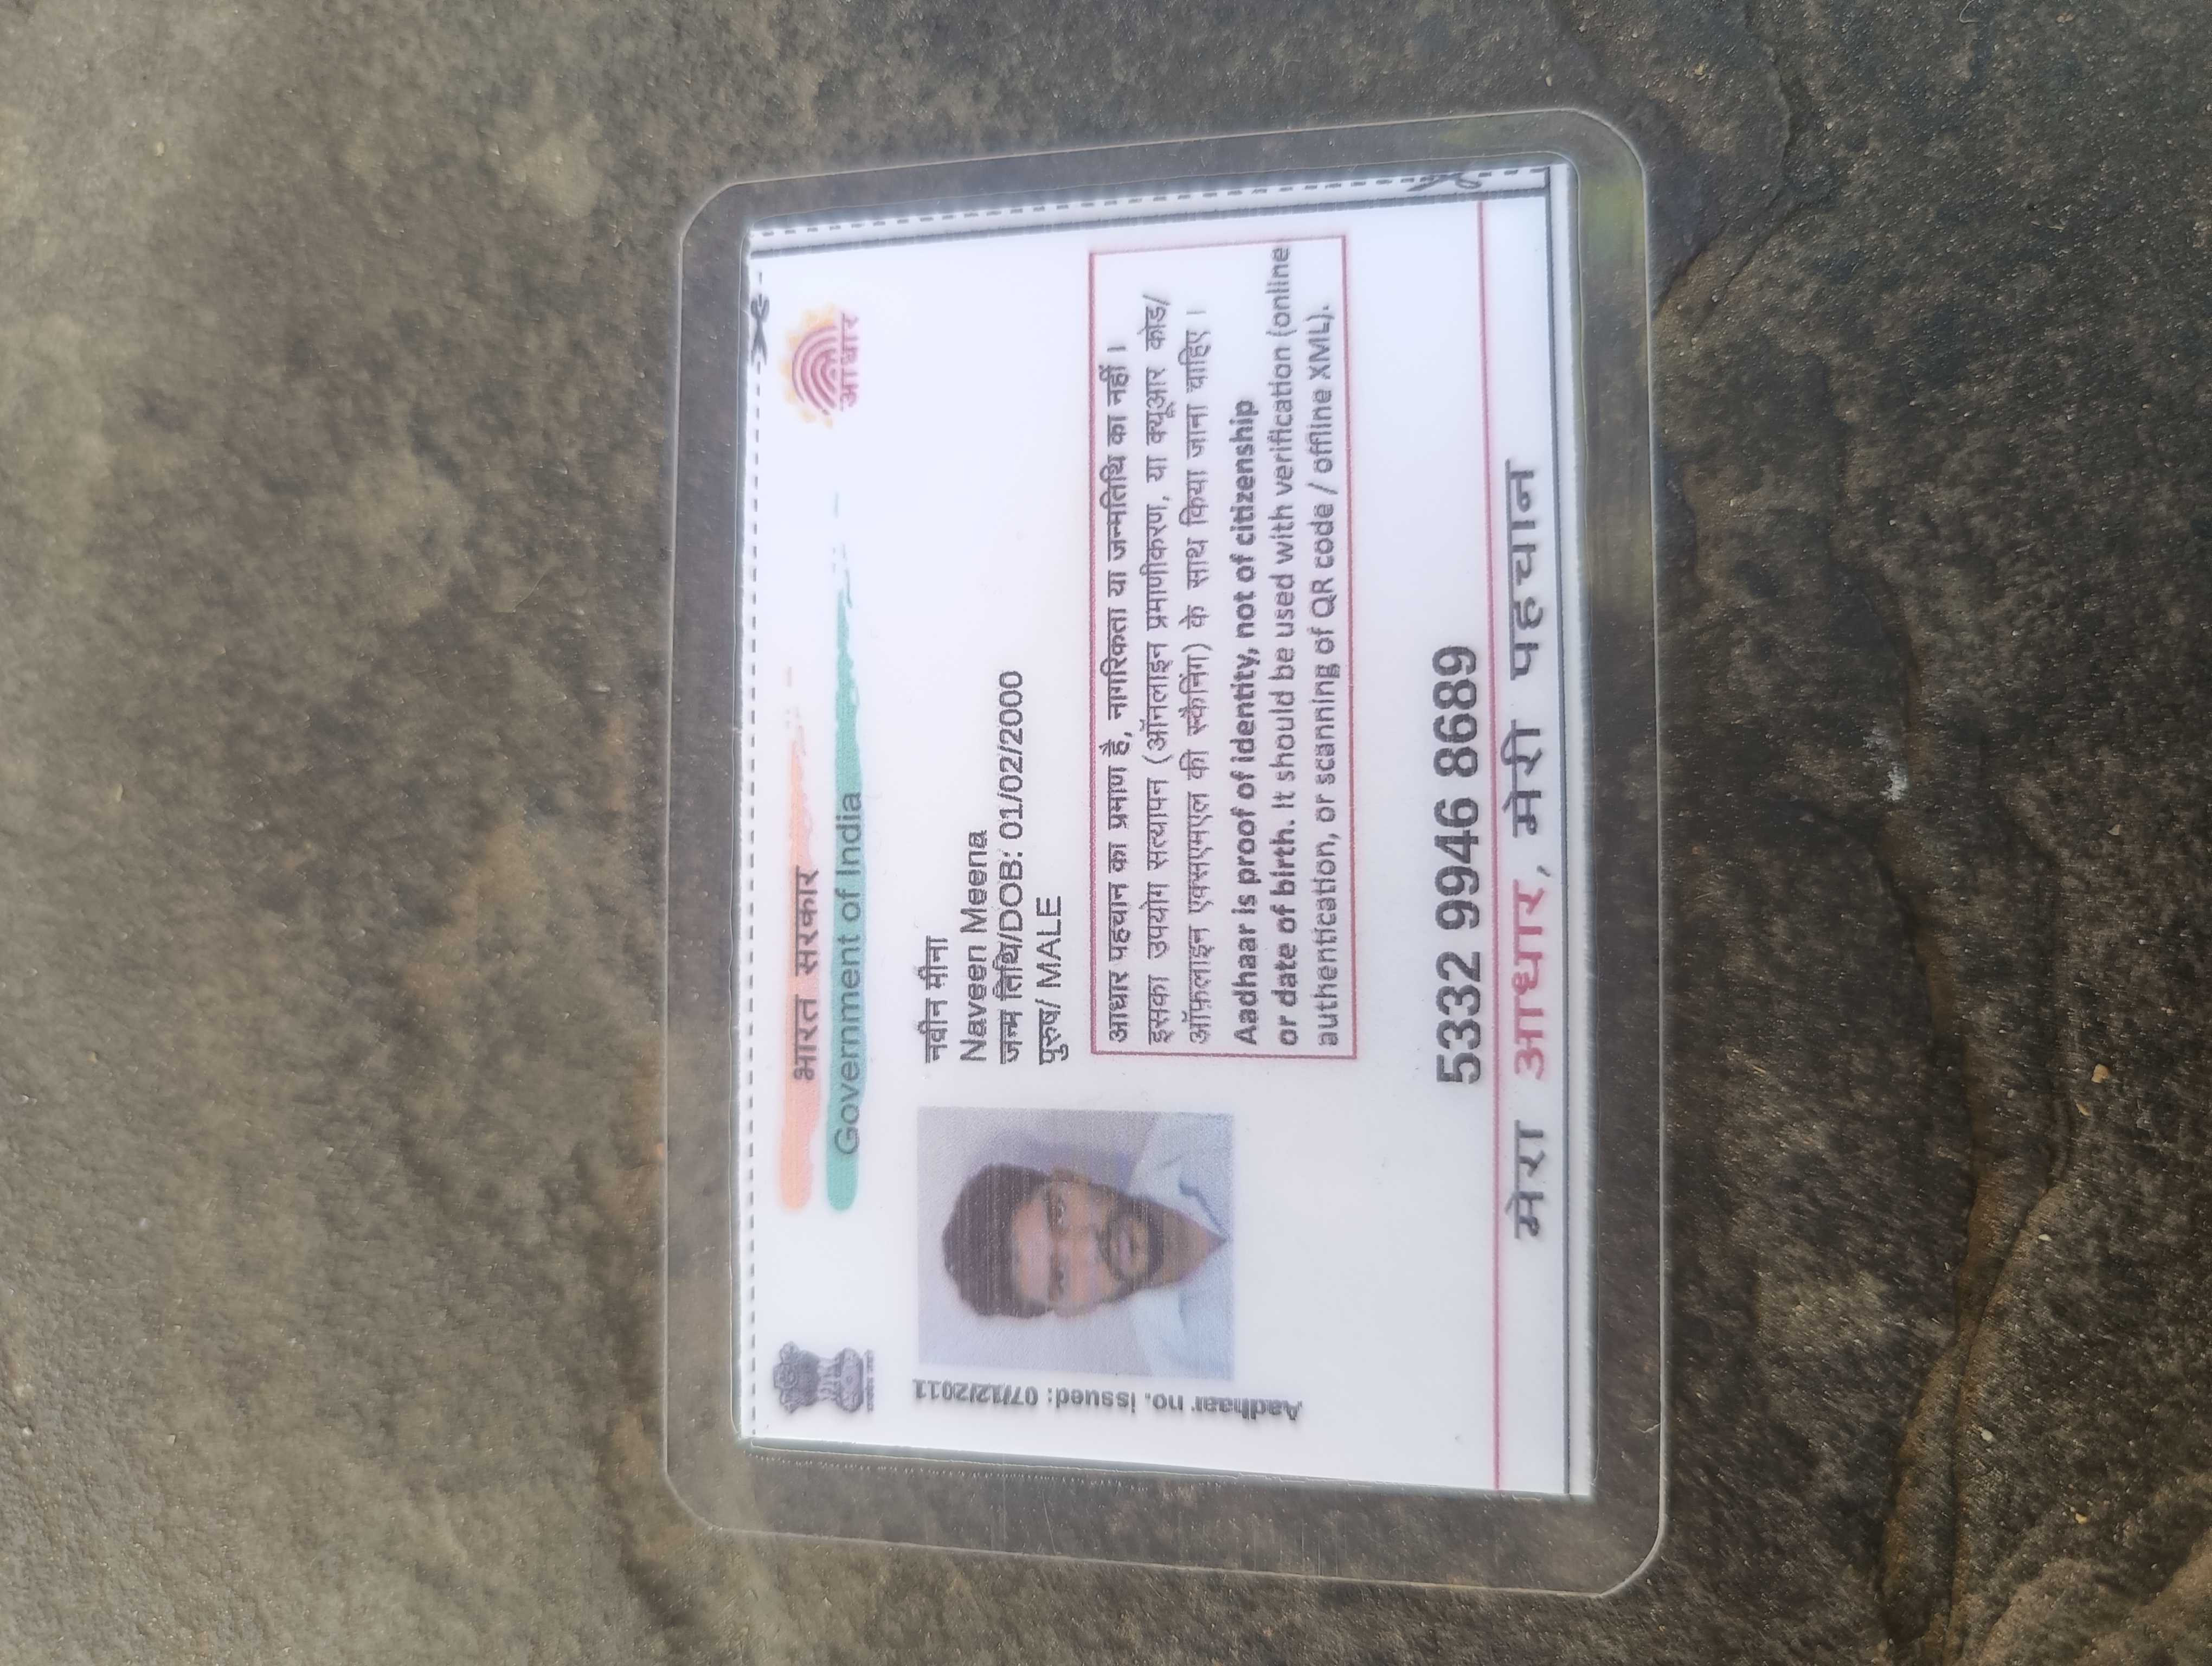 भारत सरकार
Government of India
आधार
Aadhaar no. issued: 07/12/2011
नवीन मीना
Naveen Meena
जन्म तिथि/DOB: 01/02/2000
पुरुष/ MALE
आधार पहचान का प्रमाण है, नागरिकता या जन्मतिथि का नहीं ।
इसका उपयोग सत्यापन (ऑनलाइन प्रमाणीकरण, या क्यूआर कोड/
ऑफ़लाइन एक्सएमएल की स्कैनिंग) के साथ किया जाना चाहिए ।
Aadhaar is proof of identity, not of citizenship
or date of birth. It should be used with verification (online
authentication, or scanning of QR code / offline XML).
5332 9946 8689
मेरा आधार, मेरी पहचान